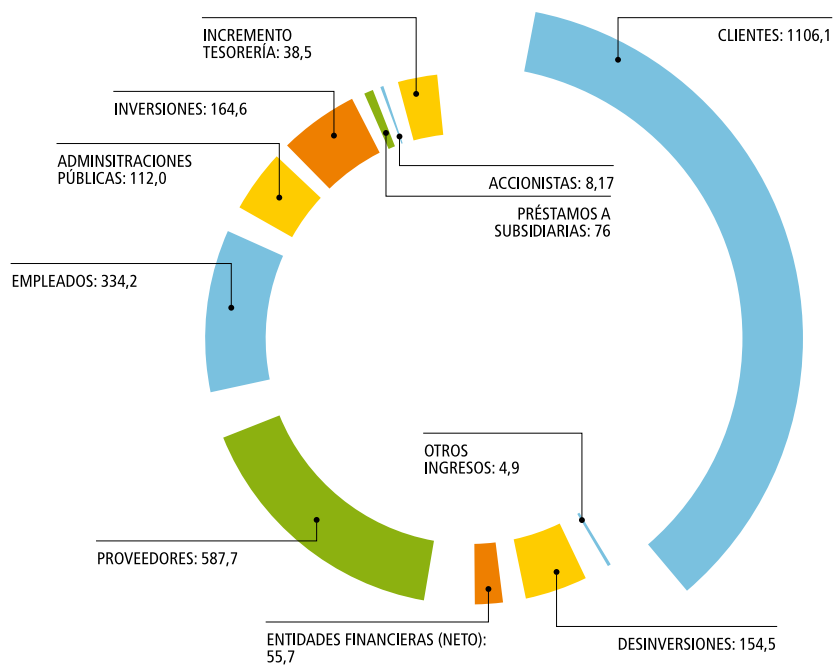 INCREMENTO
TESORERÍA: 38,5
CLIENTES: 1106,1
INVERSIONES: 164,6
ADMINSITRACIONES
PÚBLICAS: 112,0
ACCIONISTAS: 8,17
PRÉSTAMOS A
SUBSIDIARIAS: 76
EMPLEADOS: 334,2
OTROS
INGRESOS: 4,9
PROVEEDORES: 587,7
ENTIDADES FINANCIERAS (NETO):
55,7
DESINVERSIONES: 154,5